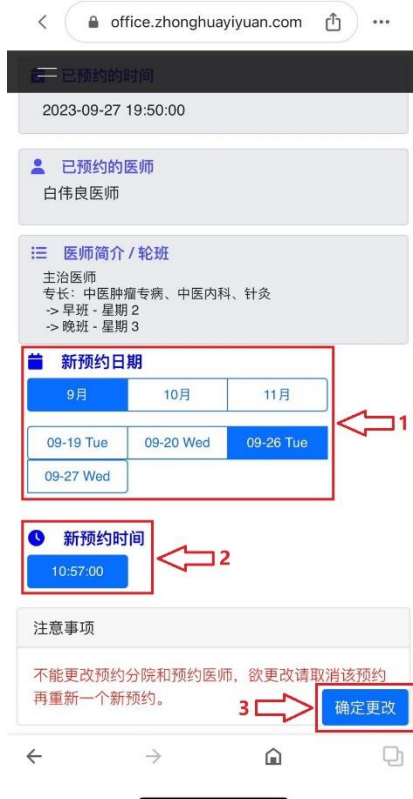 office.zhonghuayiyuan.com
已预约的时间
2023-09-27 19:50:00
已预约的医师
白伟良医师
医师简介 / 轮班
主治医师
专长：中医肿瘤专病、中医内科、针灸
-> 早班 - 星期 2
-> 晚班 - 星期 3
新预约日期
9月 10月 11月
1
09-19 Tue 09-20 Wed 09-26 Tue
09-27 Wed
新预约时间
2
10:57:00
注意事项
不能更改预约分院和预约医师，欲更改请取消该预约
再重新一个新预约。
3 确定更改